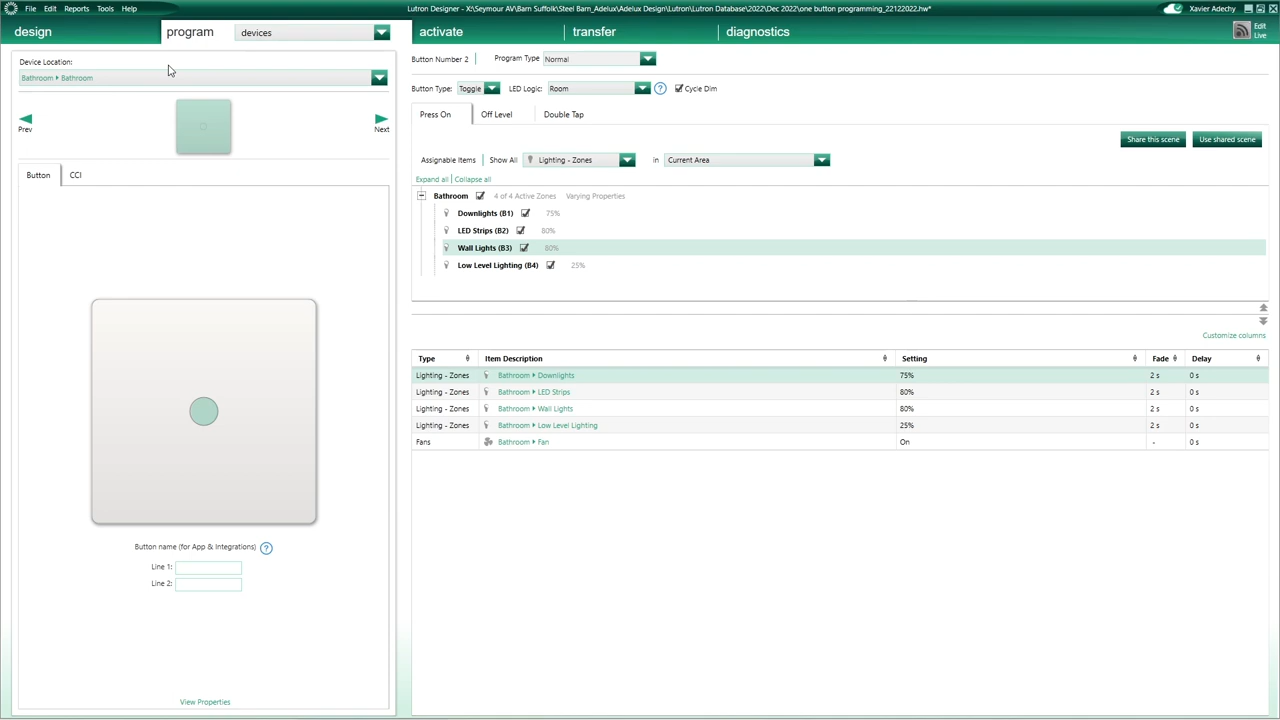 File Edit Reports Tools Help
Lutron Designer - X:\Seymour AV\Barn Suffolk\Steel Barn_Adelux\Adelux Design\Lutron\Lutron Database\2022\Dec 2022\one button programming_22122022.hw*
Xavier Adechy
design
program
devices
activate
transfer
diagnostics
Edit
Live
Device Location:
Bathroom Bathroom
Prev
Next
Button
CCI
Button name (for App & Integrations) ?
Line 1:
Line 2:
View Properties
Button Number 2
Program Type Normal
Button Type: Toggle LED Logic: Room ? Cycle Dim
Press On
Off Level
Double Tap
Share this scene
Use shared scene
Assignable Items Show All Lighting - Zones in Current Area
Expand all Collapse all
Bathroom 4 of 4 Active Zones Varying Properties
Downlights (B1) 75%
LED Strips (B2) 80%
Wall Lights (B3) 80%
Low Level Lighting (B4) 25%
Customize columns
Type Item Description Setting Fade Delay
Lighting - Zones Bathroom Downlights 75% 2 s 0 s
Lighting - Zones Bathroom LED Strips 80% 2 s 0 s
Lighting - Zones Bathroom Wall Lights 80% 2 s 0 s
Lighting - Zones Bathroom Low Level Lighting 25% 2 s 0 s
Fans Bathroom Fan On - 0 s